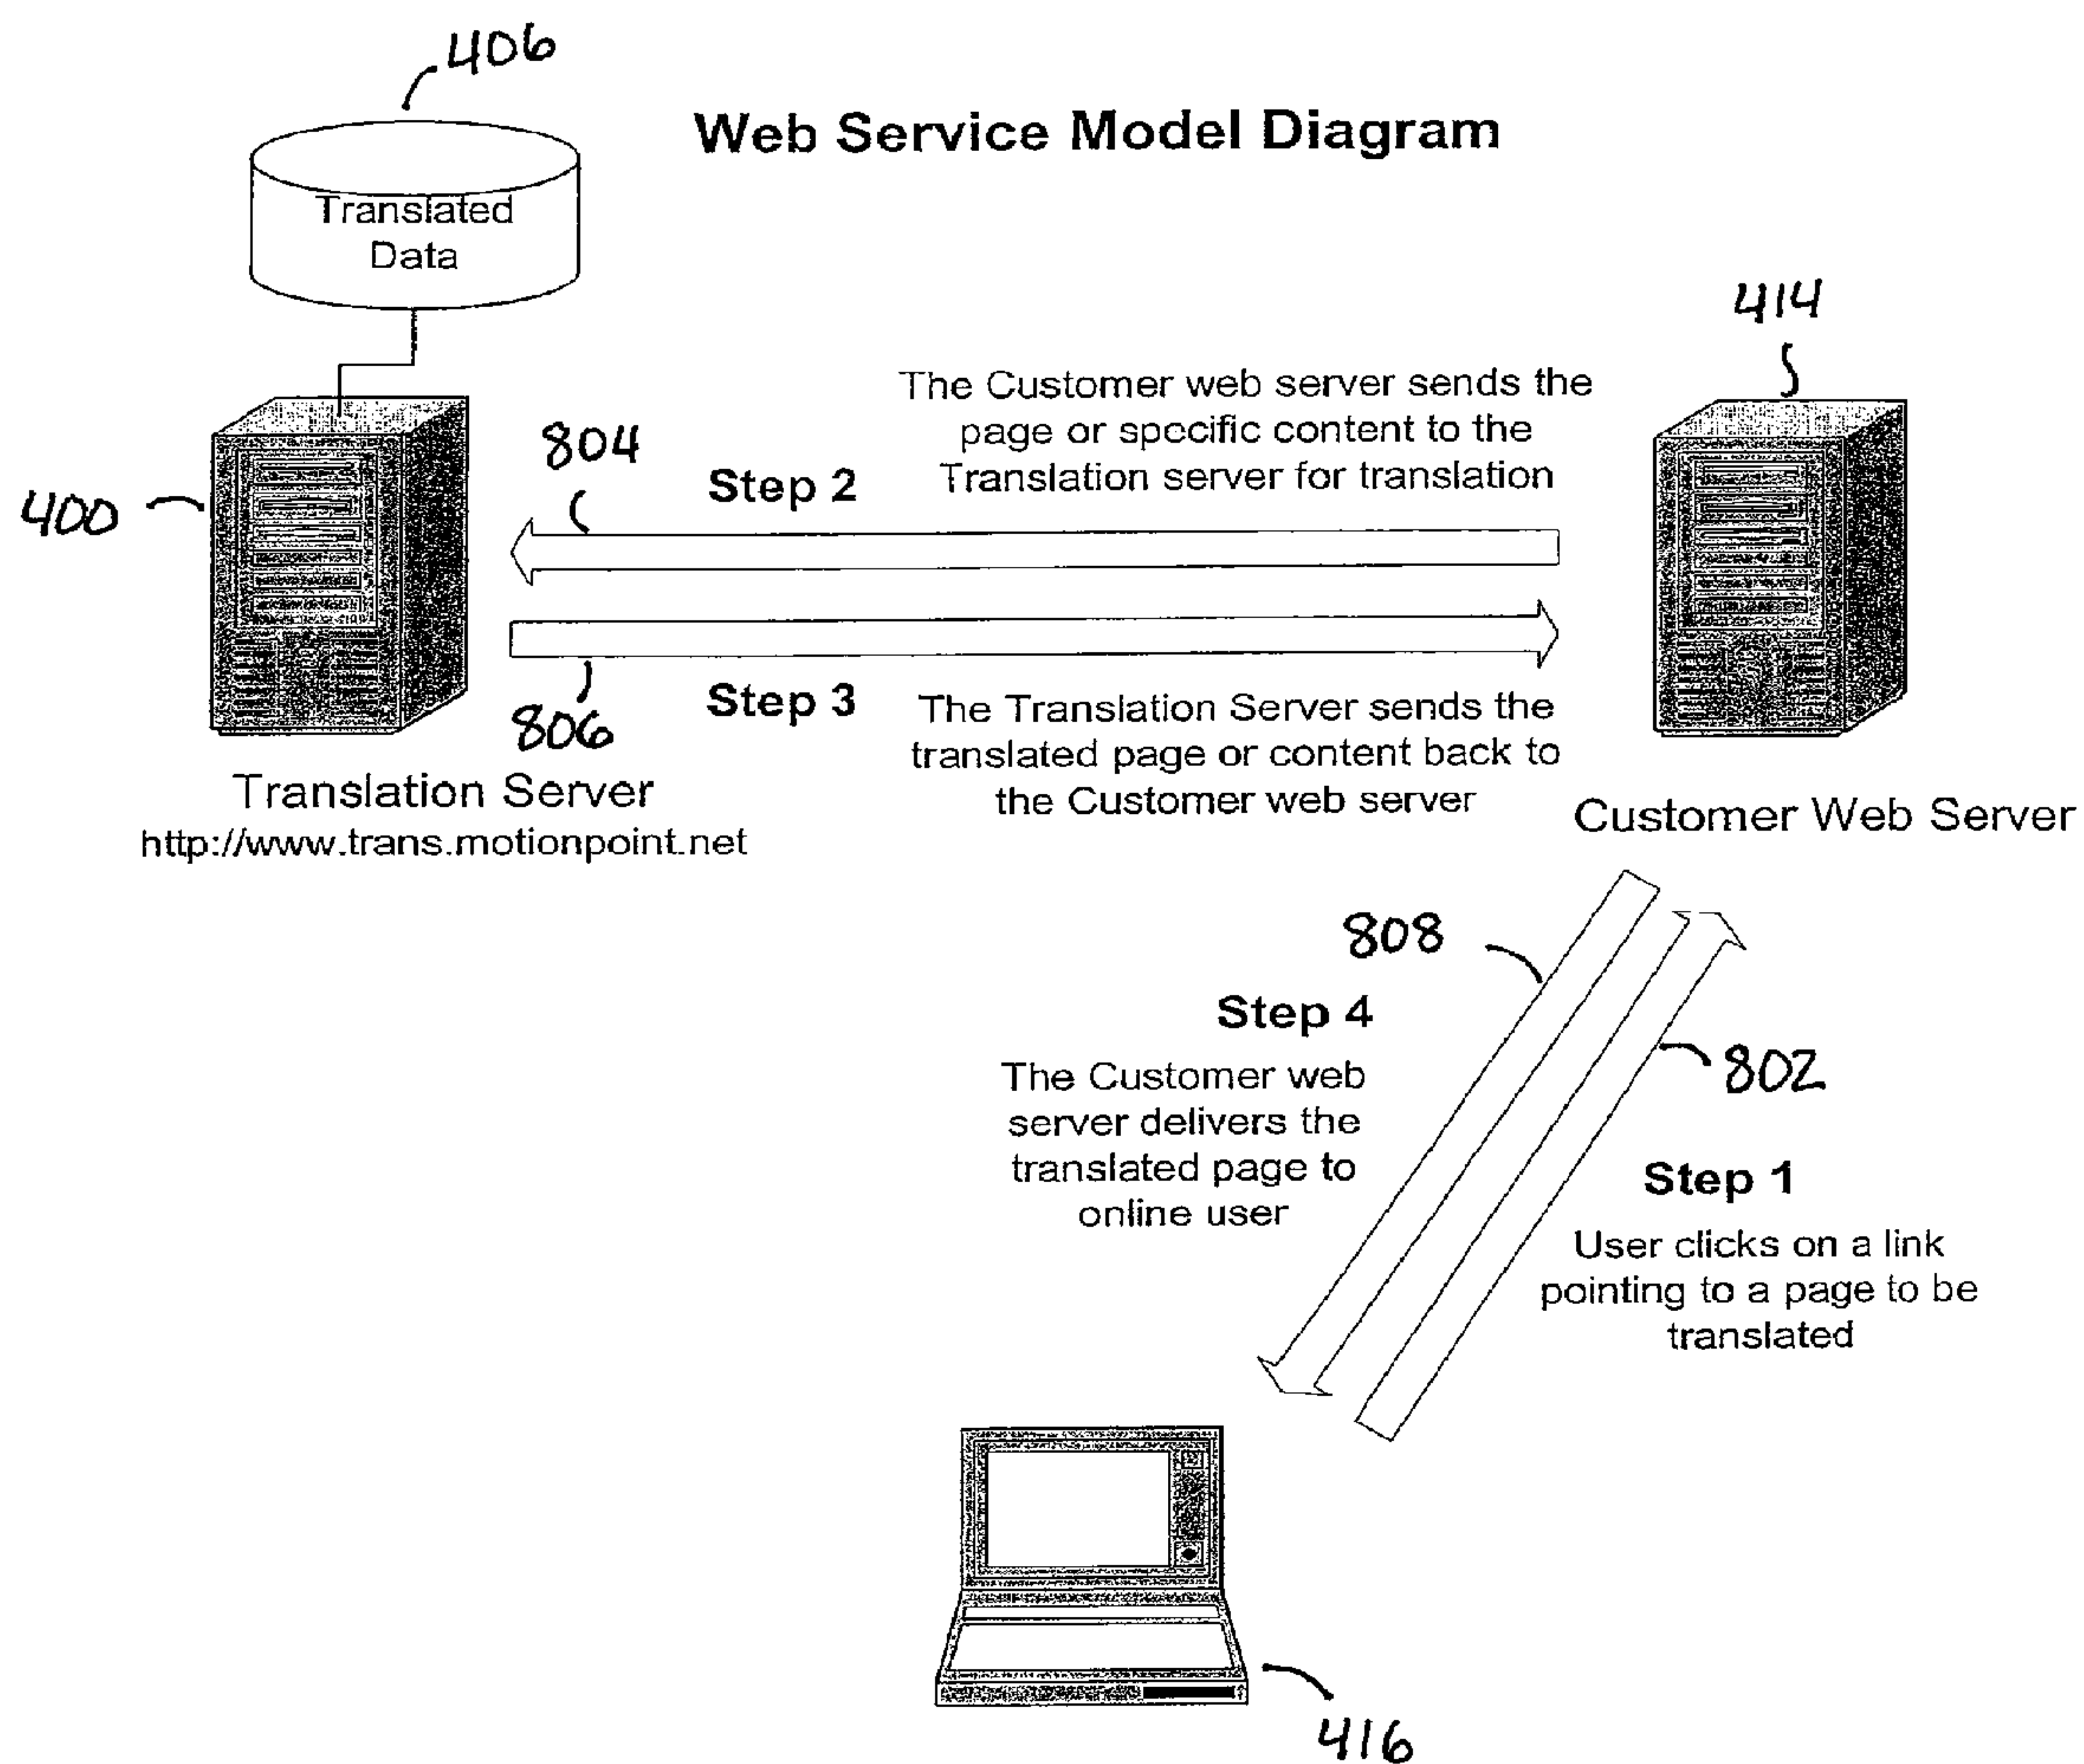 406
Web Service Model Diagram
Translated
Data
414
The Customer web server sends the
page or specific content to the
Translation server for translation
804
Step 2
400
806
Step 3
The Translation Server sends the
translated page or content back to
the Customer web server
Translation Server
http://www.trans.motionpoint.net
Customer Web Server
808
Step 4
The Customer web
server delivers the
translated page to
online user
802
Step 1
User clicks on a link
pointing to a page to be
translated
416